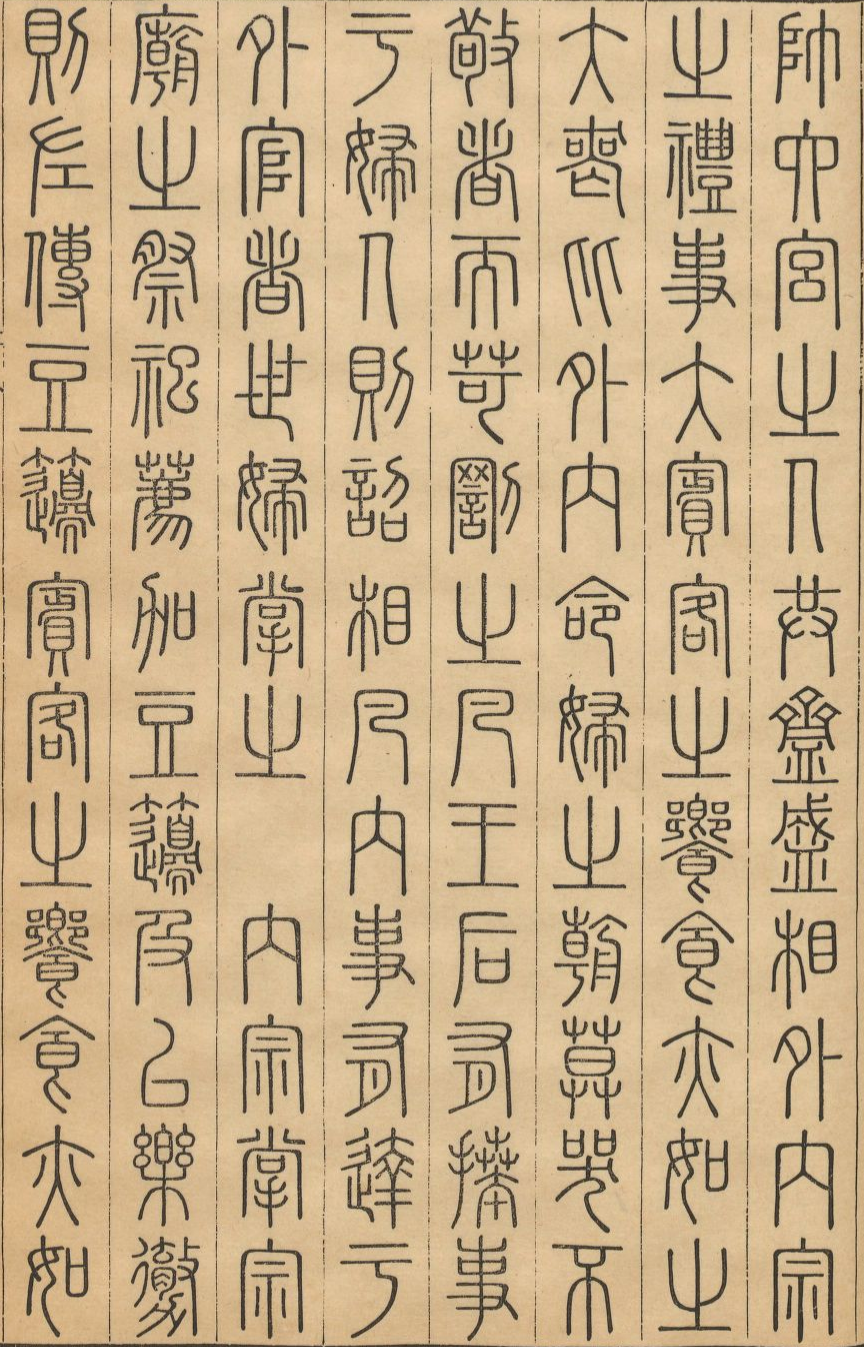 帥六宮之人共齍盛相外內宗
之禮事大賓客之饗食亦如之
大喪比外內命婦之朝莫哭不
敬者而苛罰之凡王后有拜事
于婦人則詔相凡內事有達于
外官者世婦掌之　內宗掌宗
廟之祭祀薦加豆籩及以樂徹
則左傳豆籩賓客之饗食亦如